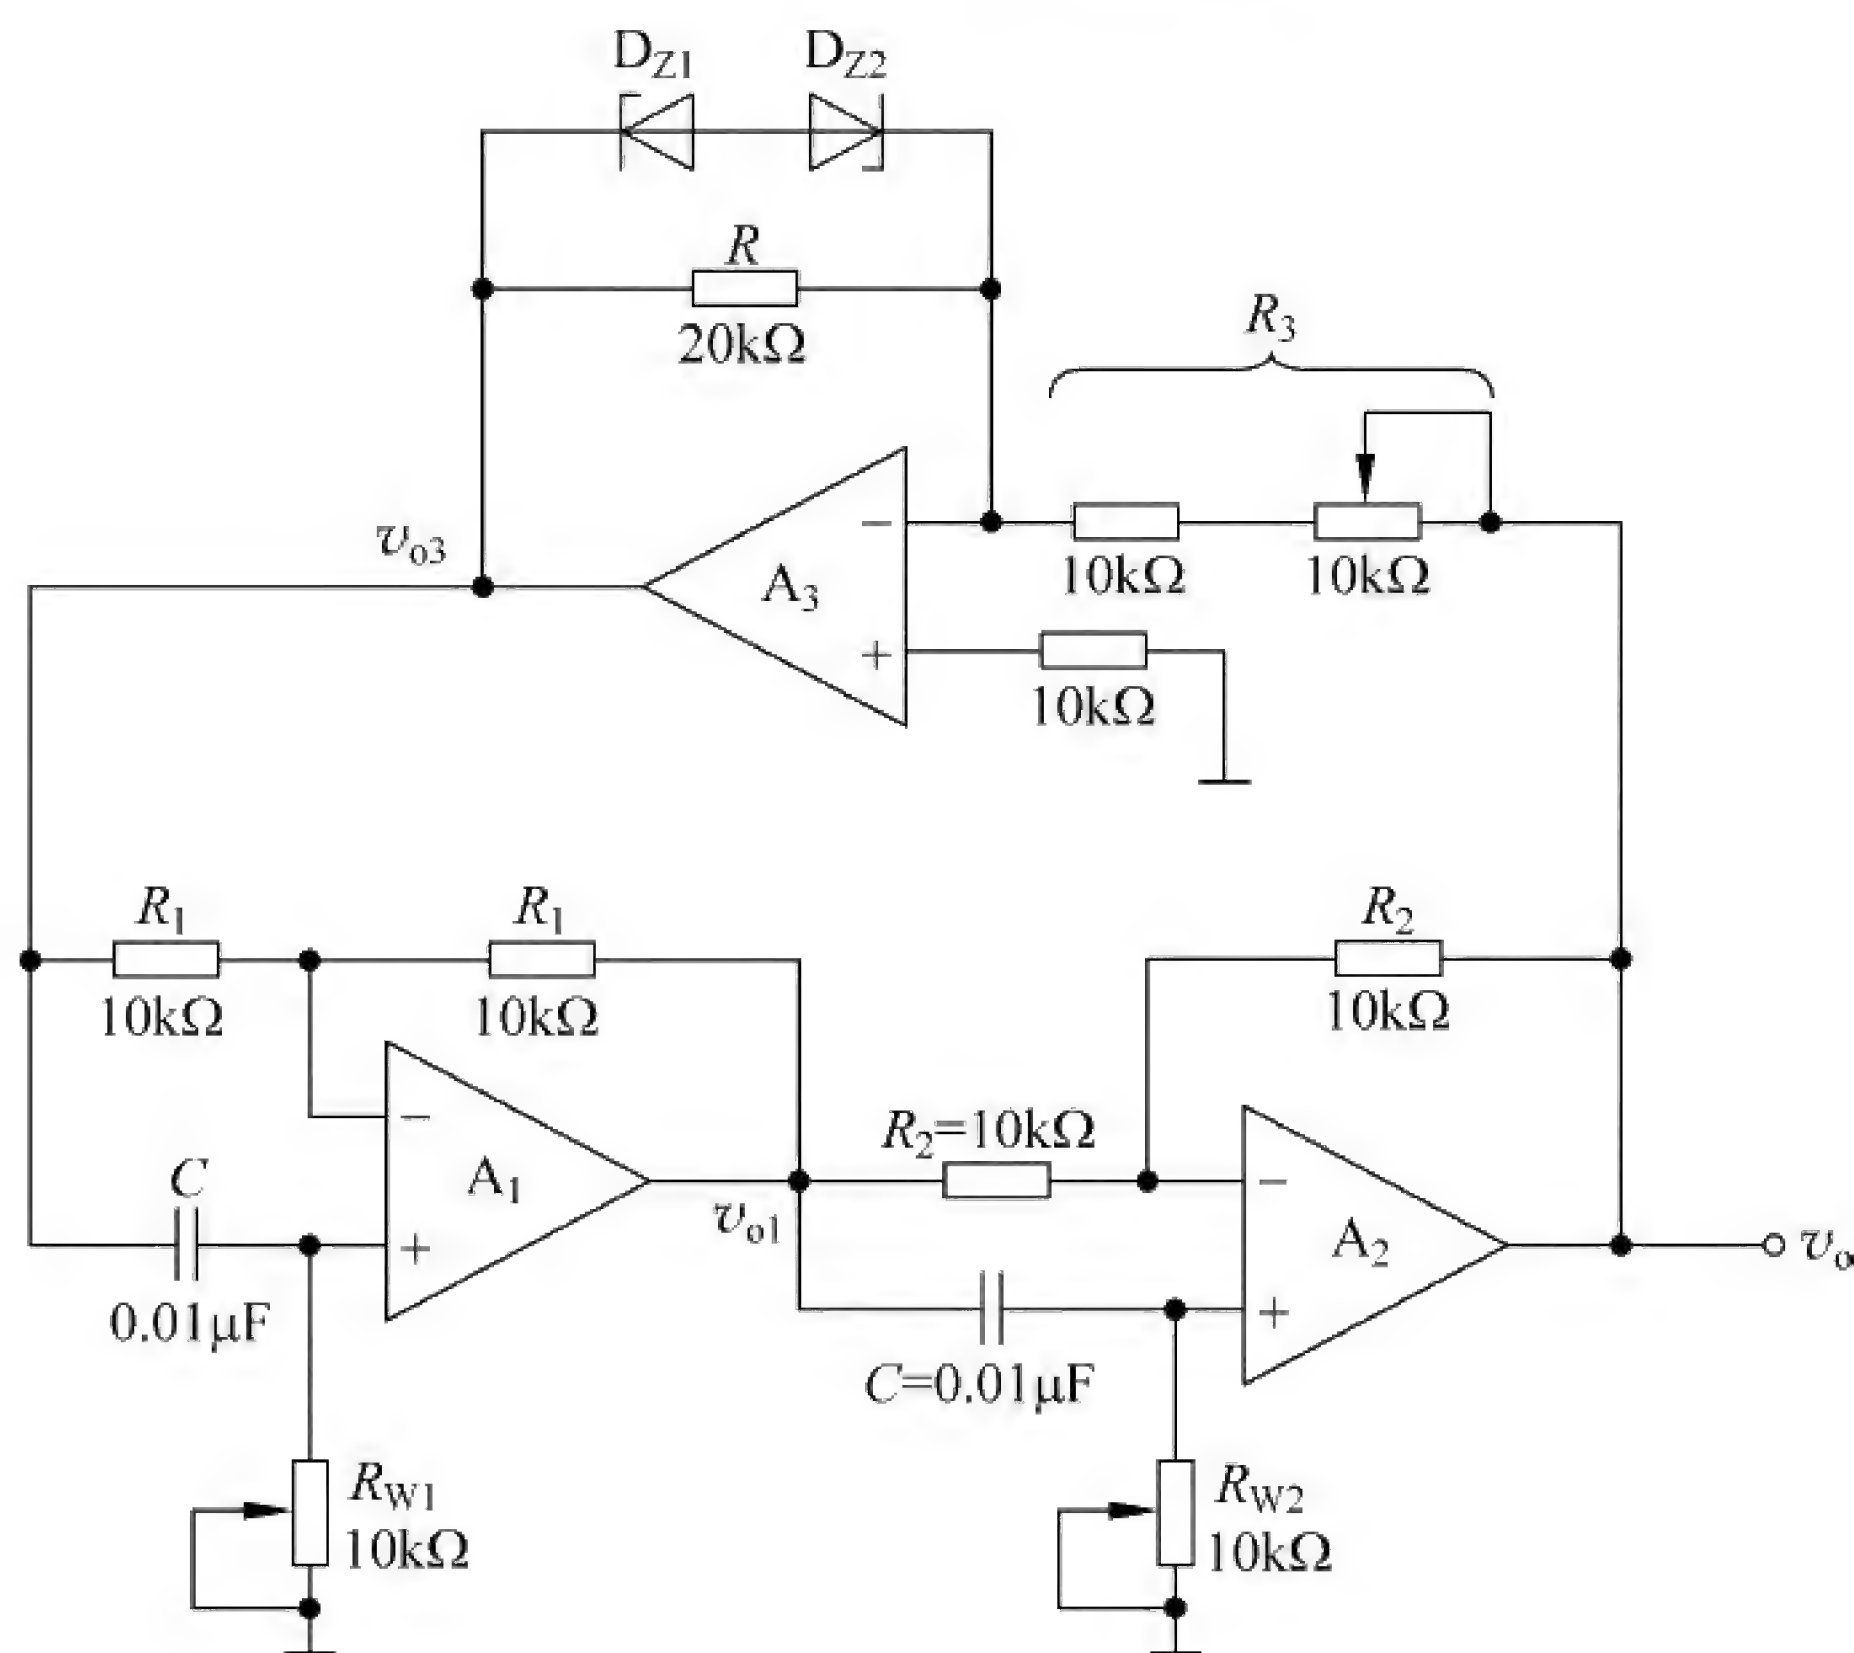 D_Z1 D_Z2
R
20kΩ
R_3
v_o3
−
A_3
+
10kΩ 10kΩ
10kΩ
R_1 R_1 R_2
10kΩ 10kΩ 10kΩ
−
A_1
+
C
0.01μF
v_o1
R_2=10kΩ
−
A_2
+
v_o
C=0.01μF
R_W1
10kΩ
R_W2
10kΩ